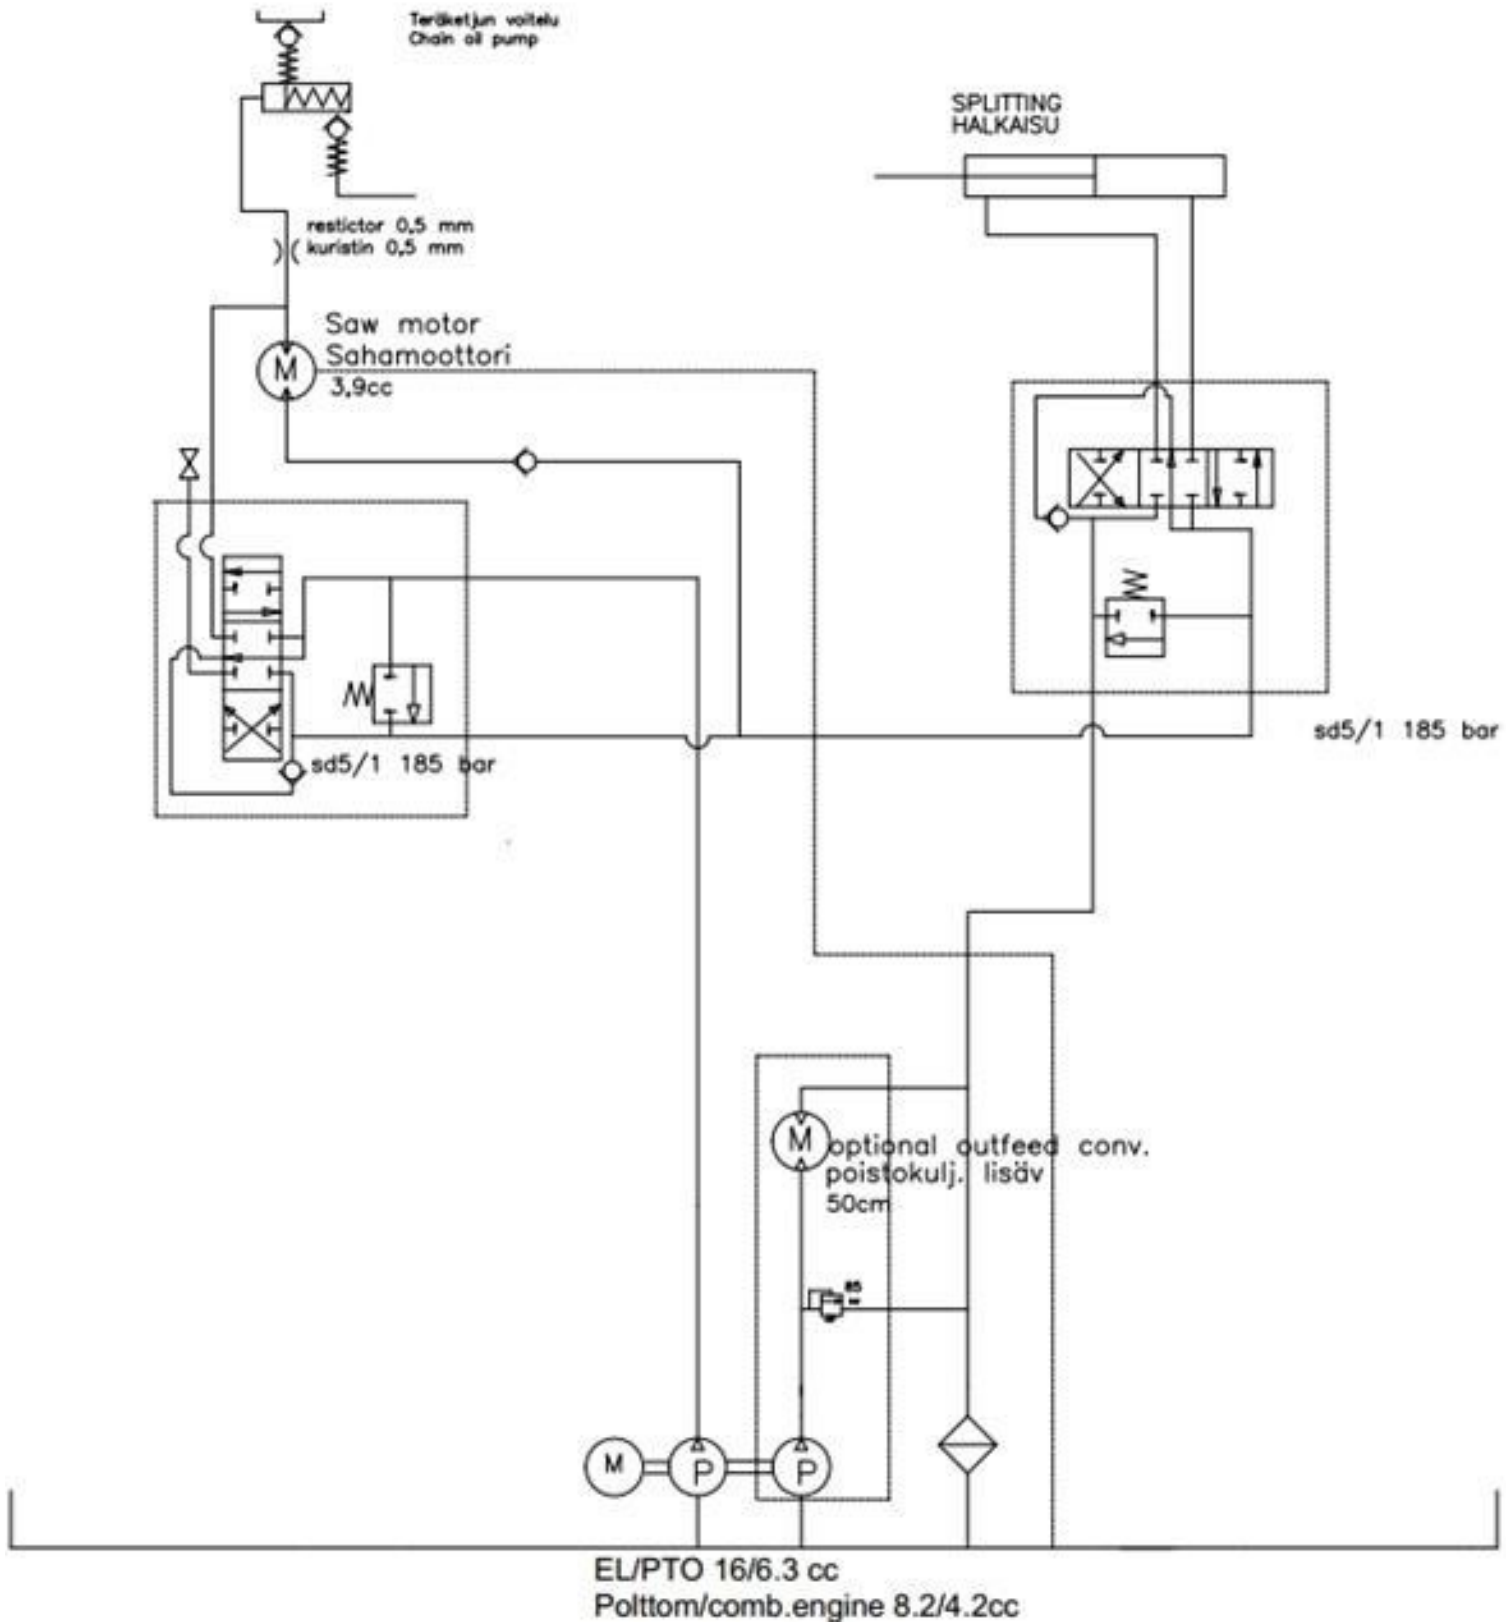 Teräketjun voitelu
Chain oil pump
SPLITTING
HALKAISU
restictor 0,5 mm
kuristin 0,5 mm
Saw motor
Sahamoottori
3,9cc
M
sd5/1 185 bar
sd5/1 185 bar
M
optional outfeed conv.
poistokulj. lisäv
50cm
85
M
P
P
EL/PTO 16/6.3 cc
Polttom/comb.engine 8.2/4.2cc